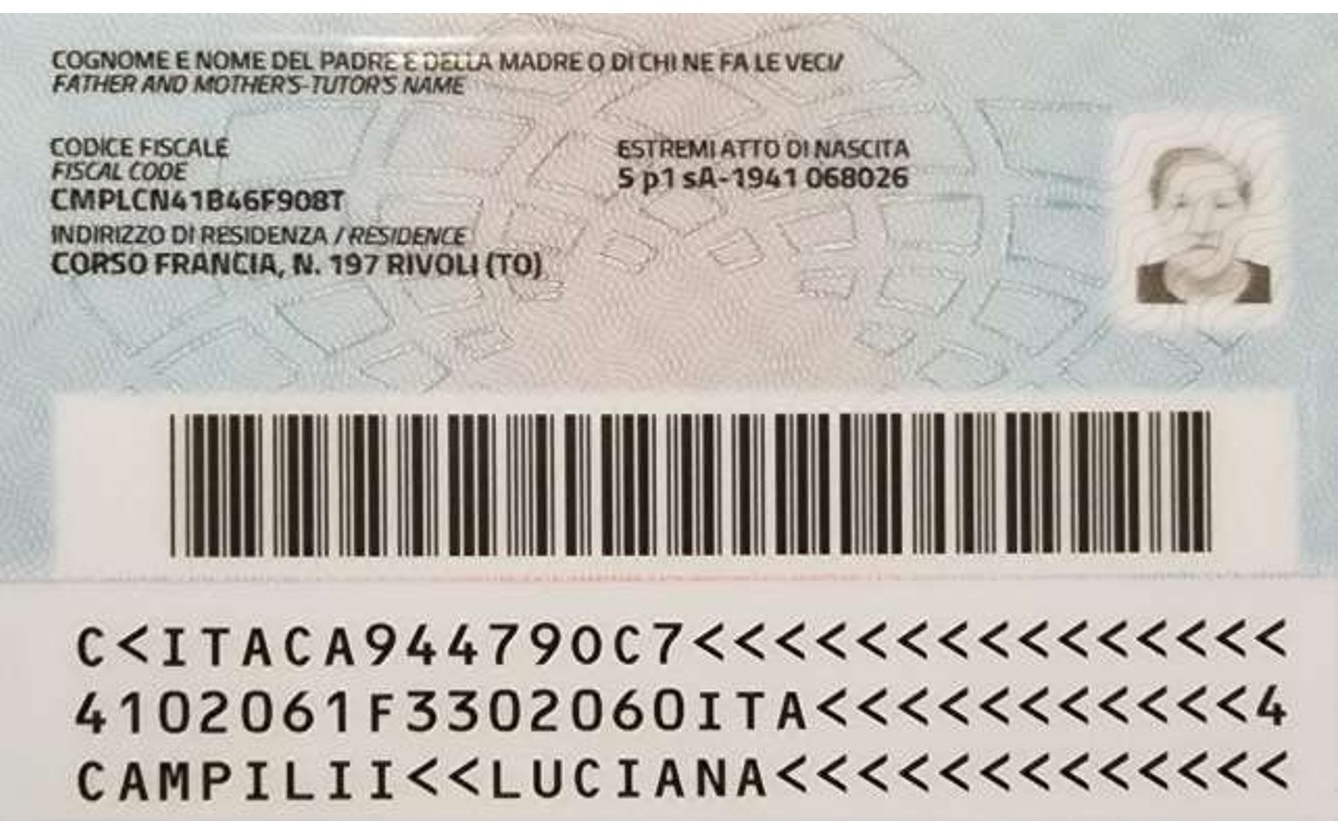 COGNOME E NOME DEL PADRE E DELLA MADRE O DI CHI NE FA LE VECI/
FATHER AND MOTHER'S-TUTOR'S NAME
CODICE FISCALE
FISCAL CODE
CMPLCN41B46F908T
ESTREMI ATTO DI NASCITA
5 p1 sA-1941 068026
INDIRIZZO DI RESIDENZA / RESIDENCE
CORSO FRANCIA, N. 197 RIVOLI (TO)
C<ITACA94479OC7<<<<<<<<<<<<<<<
4102061F3302060ITA<<<<<<<<<<<4
CAMPILII<<LUCIANA<<<<<<<<<<<<<